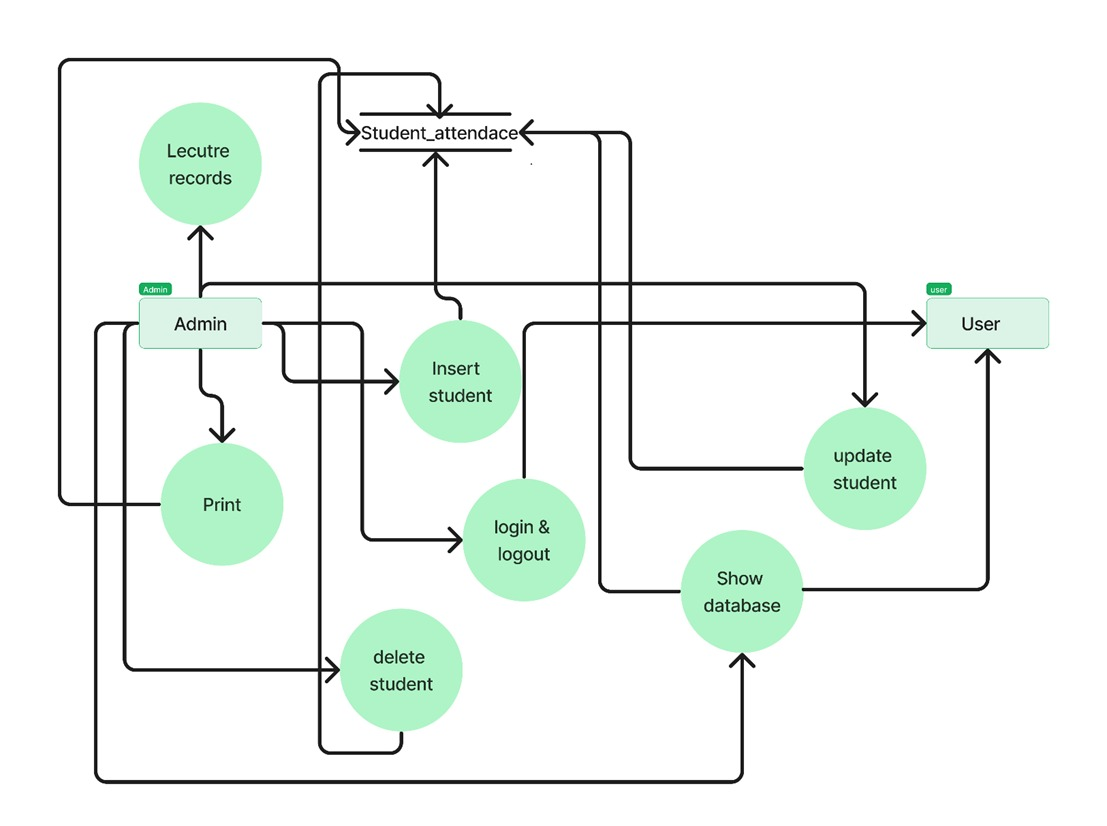 Student_attendace
Lecutre
records
Admin
Admin
user
User
Insert
student
update
student
Print
login &
logout
Show
database
delete
student